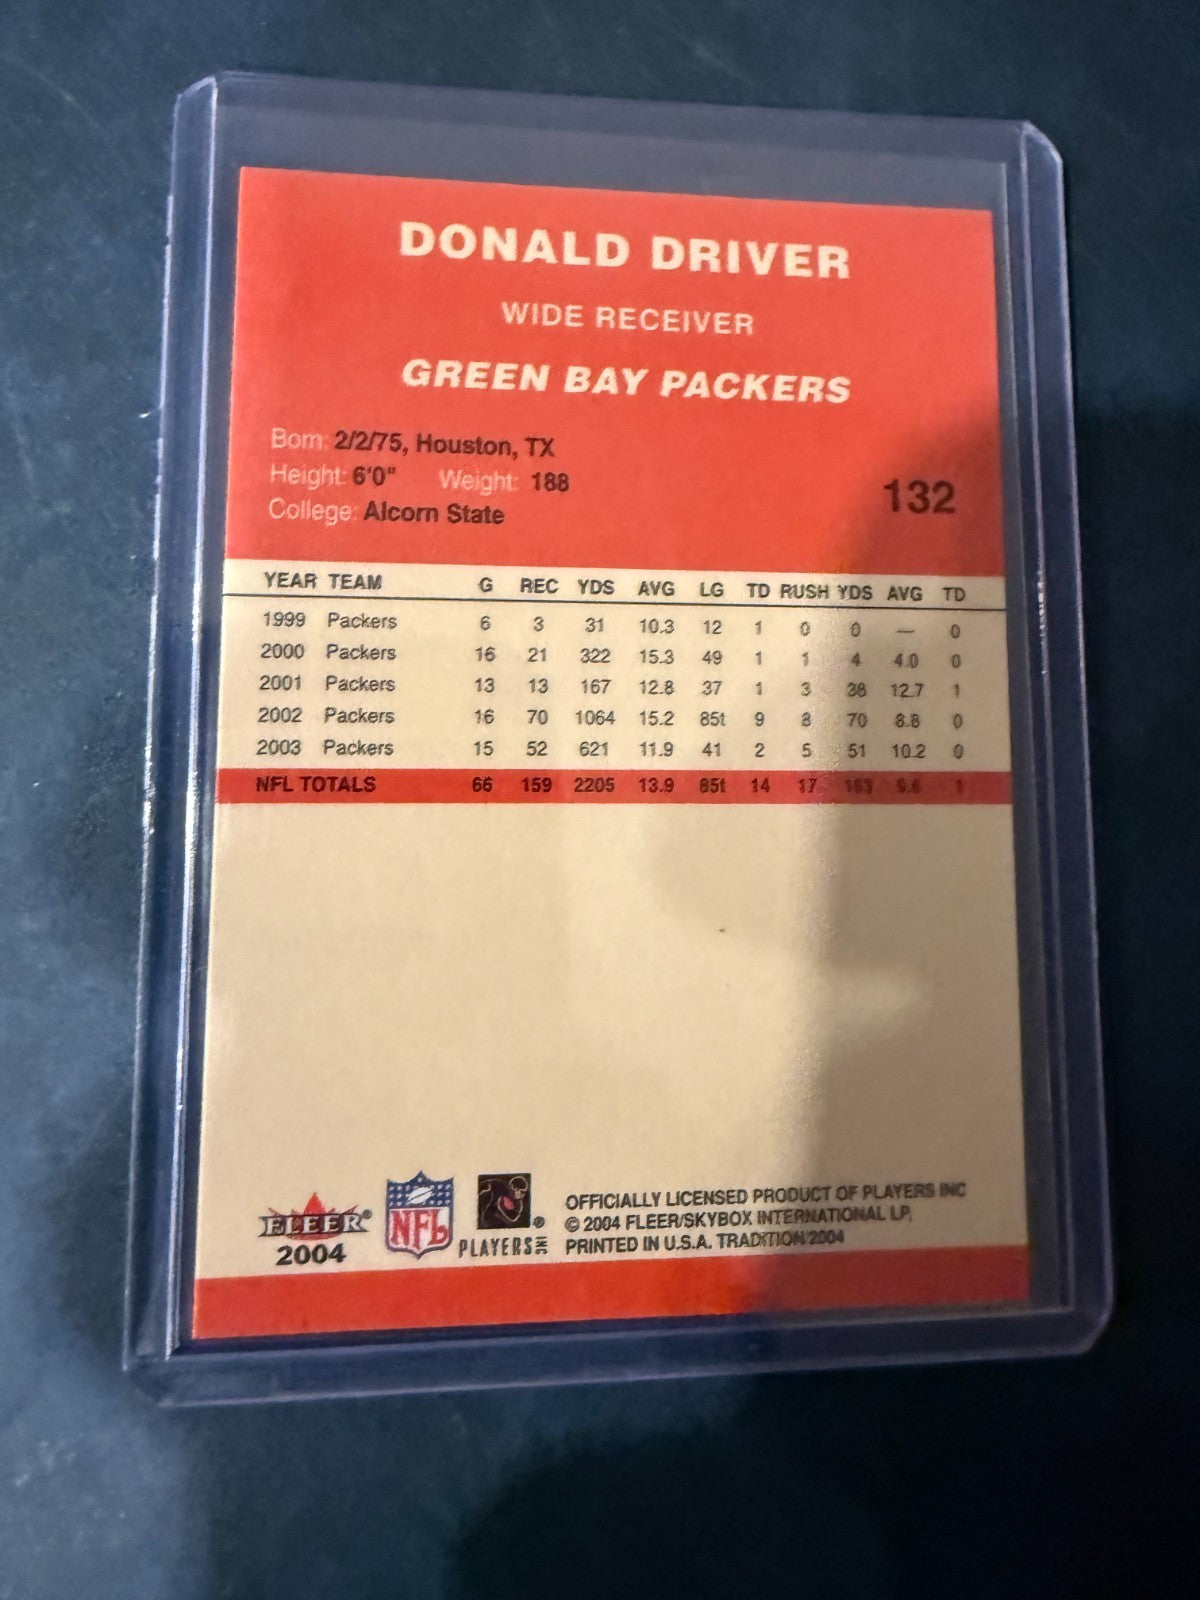 DONALD DRIVER
WIDE RECEIVER
GREEN BAY PACKERS
Born: 2/2/75, Houston, TX
Height: 6'0" Weight: 188
College: Alcorn State
132
YEAR TEAM G REC YDS AVG LG TD RUSH YDS AVG TD
1999 Packers 6 3 31 10.3 12 1 0 0 — 0
2000 Packers 16 21 322 15.3 49 1 1 4 4.0 0
2001 Packers 13 13 167 12.8 37 1 3 38 12.7 1
2002 Packers 16 70 1064 15.2 85t 9 8 70 8.8 0
2003 Packers 15 52 621 11.9 41 2 5 51 10.2 0
NFL TOTALS 66 159 2205 13.9 85t 14 17 163 9.6 1
FLEER®
2004
NFL
PLAYERS INC ®
OFFICIALLY LICENSED PRODUCT OF PLAYERS INC
© 2004 FLEER/SKYBOX INTERNATIONAL LP,
PRINTED IN U.S.A. TRADITION/2004